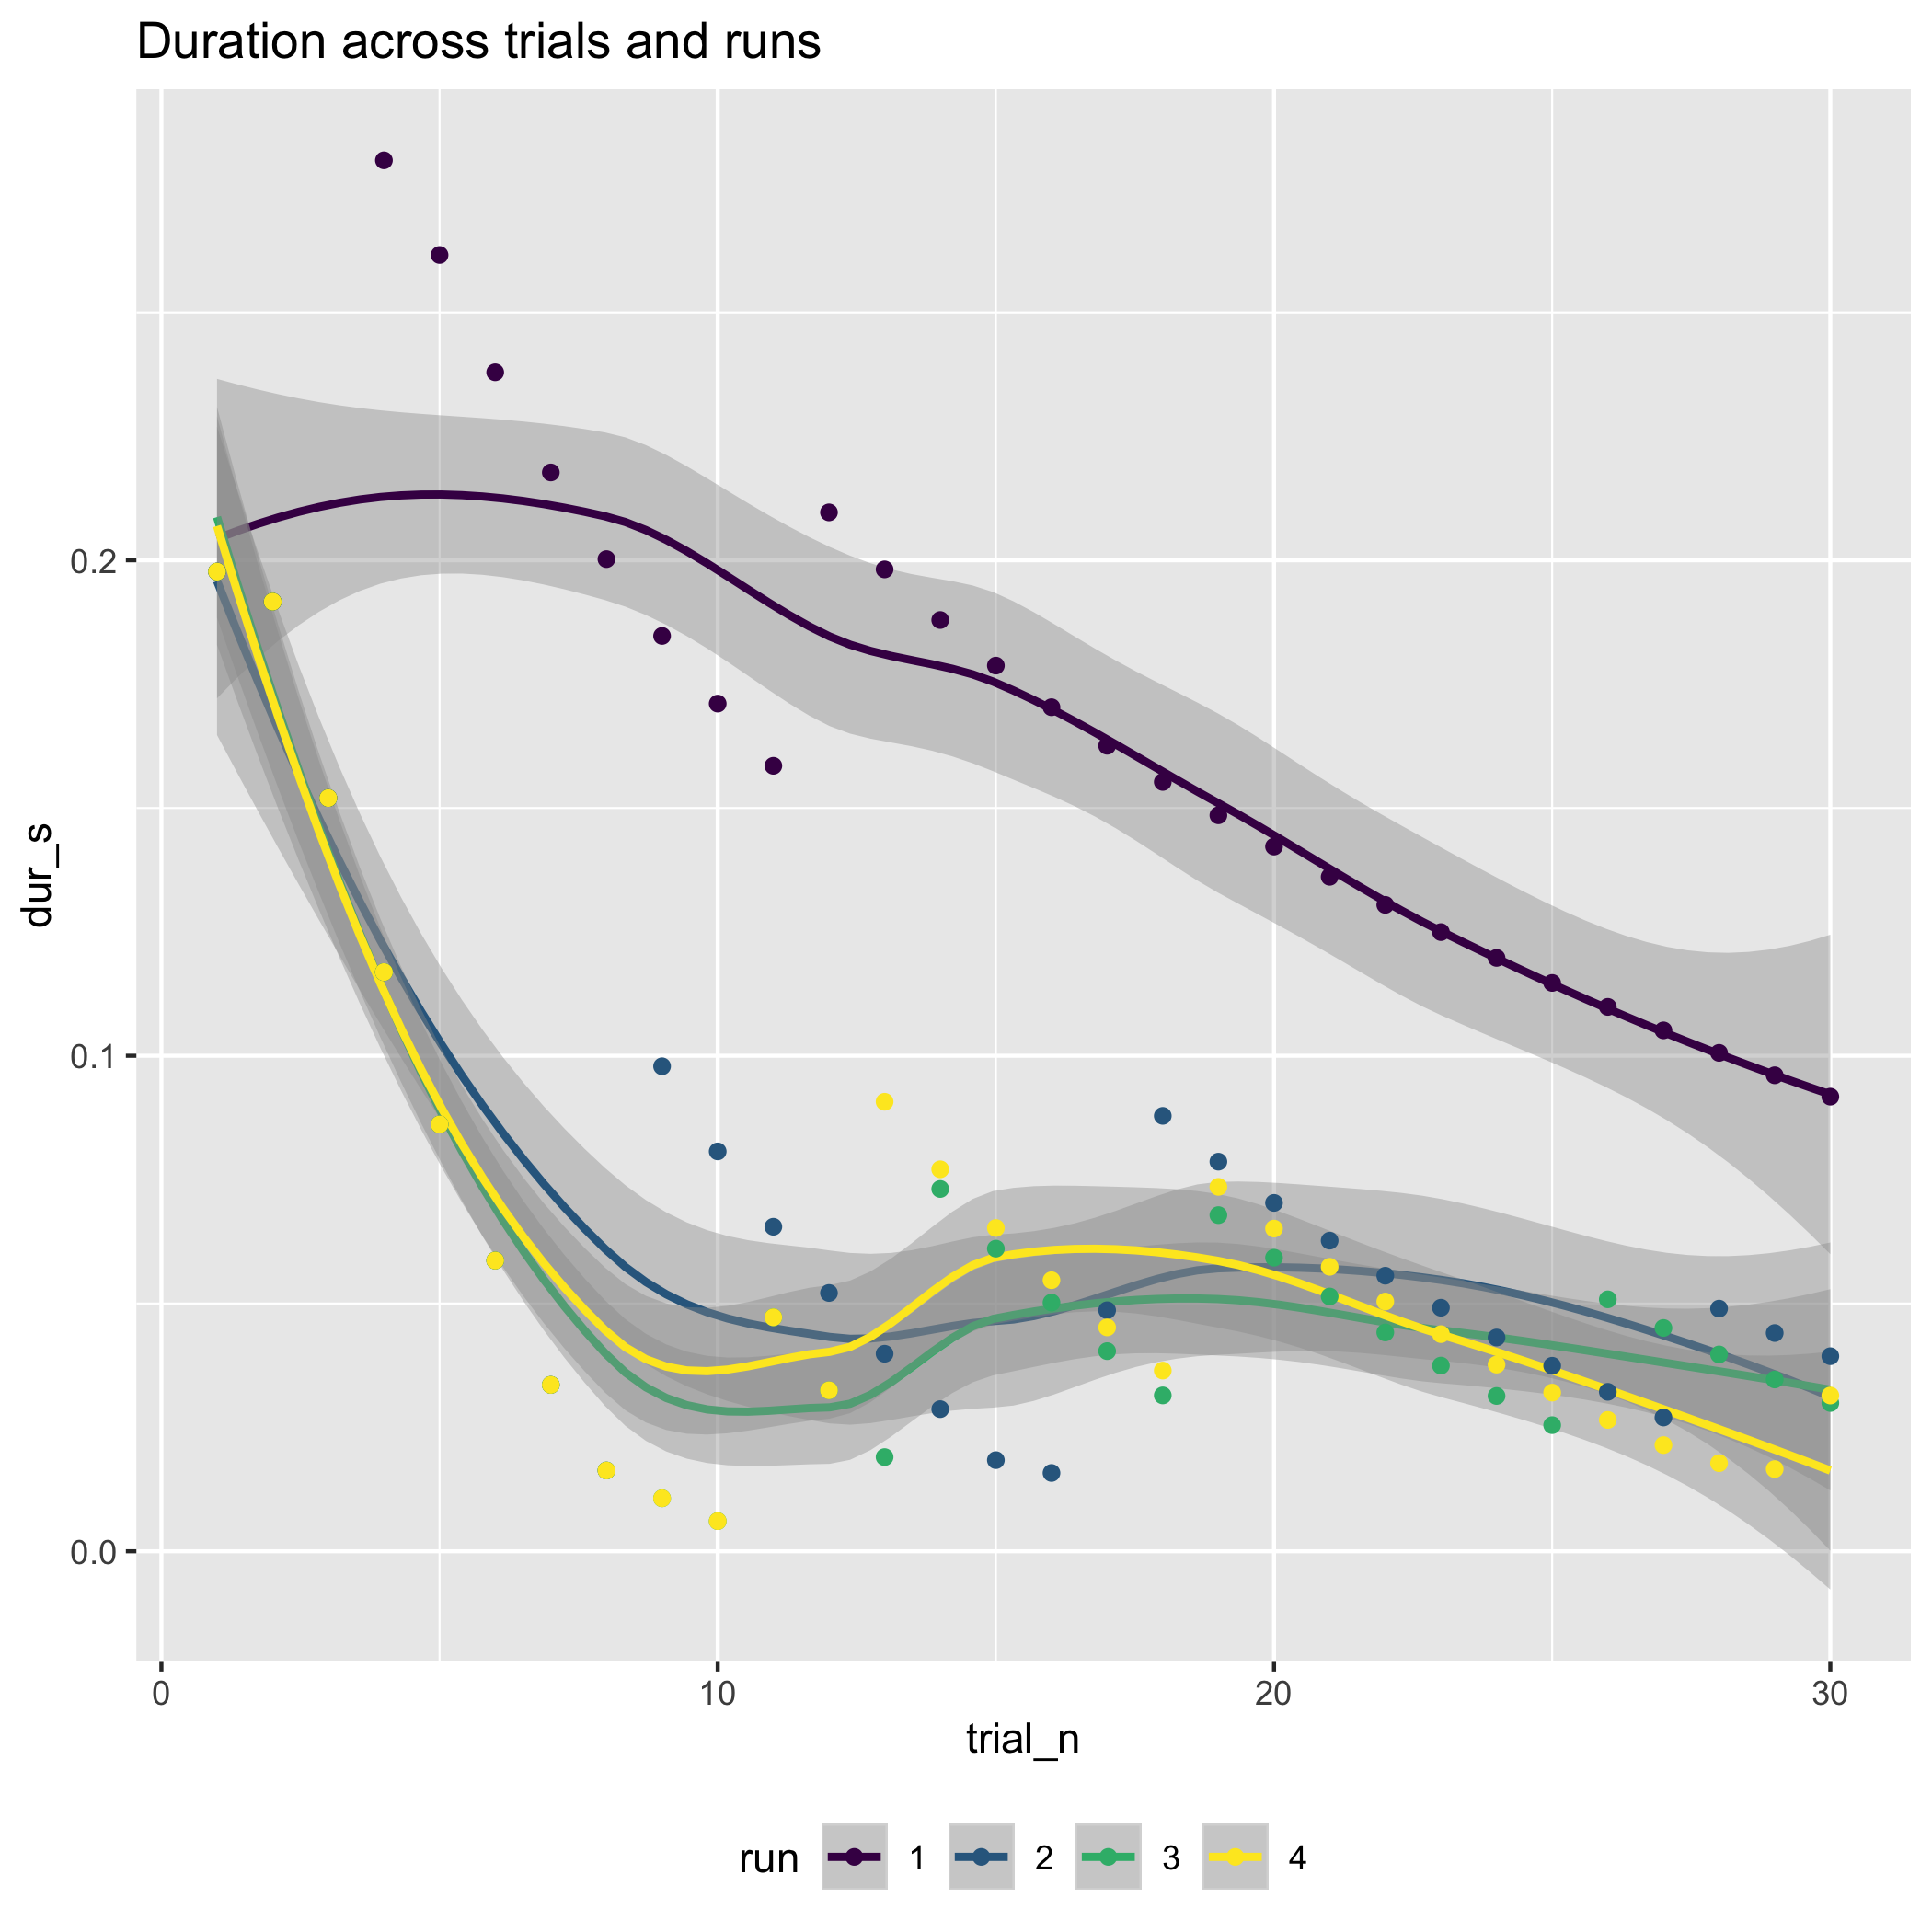 Duration across trials and runs
dur_s
0.2
0.1
0.0
0 10 20 30
trial_n
run 1 2 3 4